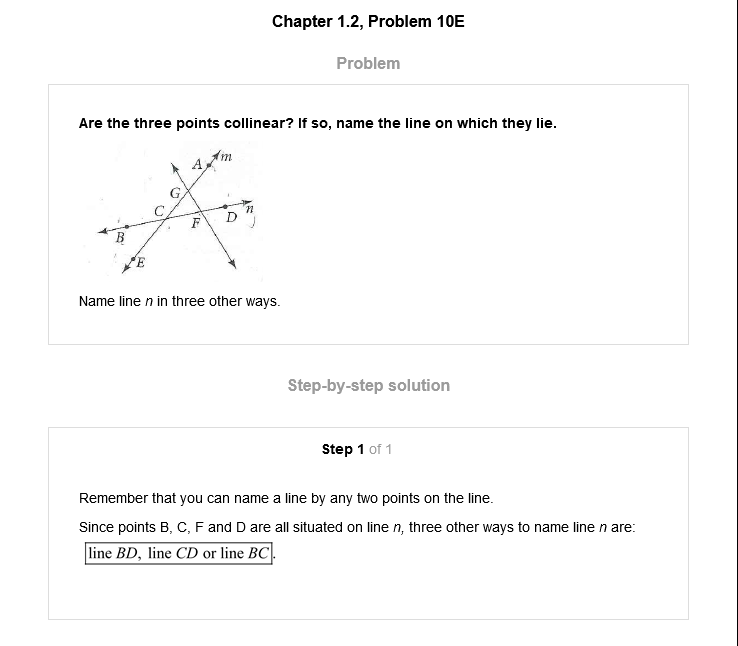 Chapter 1.2, Problem 10E
Problem
Are the three points collinear? If so, name the line on which they lie.
A m
G
C
F D n
B
E
Name line n in three other ways.
Step-by-step solution
Step 1 of 1
Remember that you can name a line by any two points on the line.
Since points B, C, F and D are all situated on line n, three other ways to name line n are:
line BD, line CD or line BC.